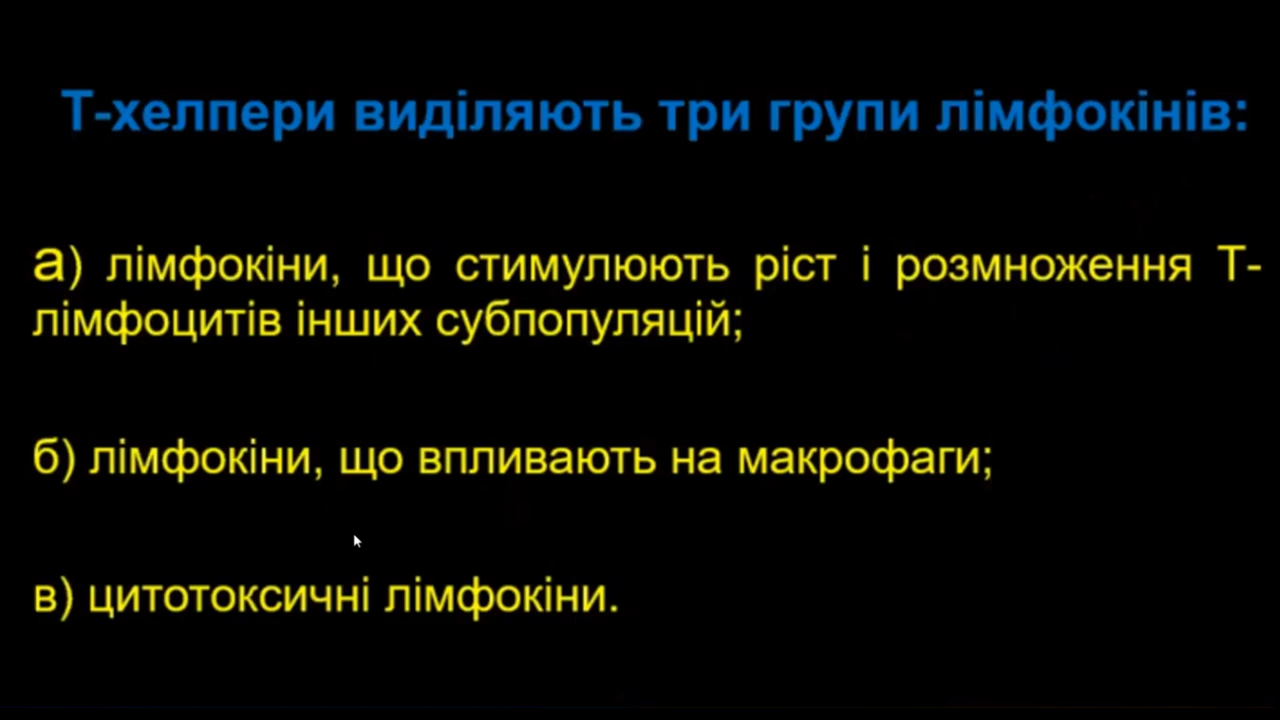 Т-хелпери виділяють три групи лімфокінів:
а) лімфокіни, що стимулюють ріст і розмноження Т-
лімфоцитів інших субпопуляцій;
б) лімфокіни, що впливають на макрофаги;
в) цитотоксичні лімфокіни.